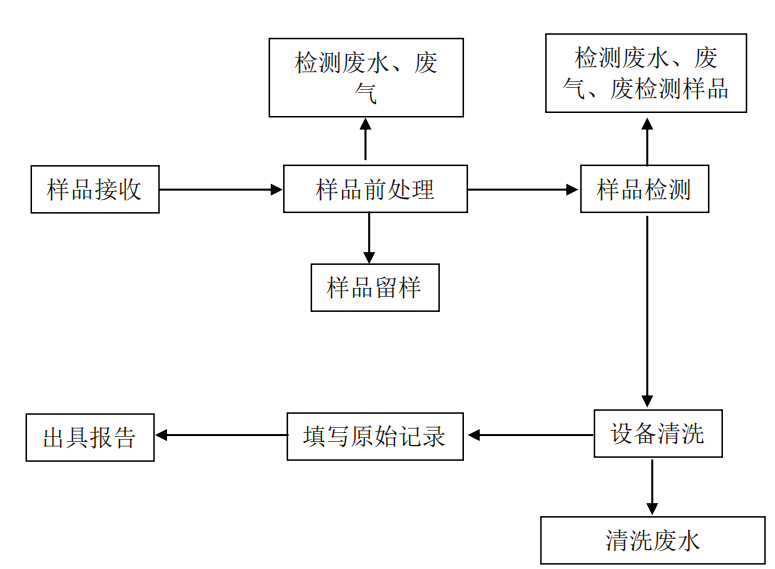 检测废水、废
气
检测废水、废
气、废检测样品
样品接收
样品前处理
样品检测
样品留样
出具报告
填写原始记录
设备清洗
清洗废水